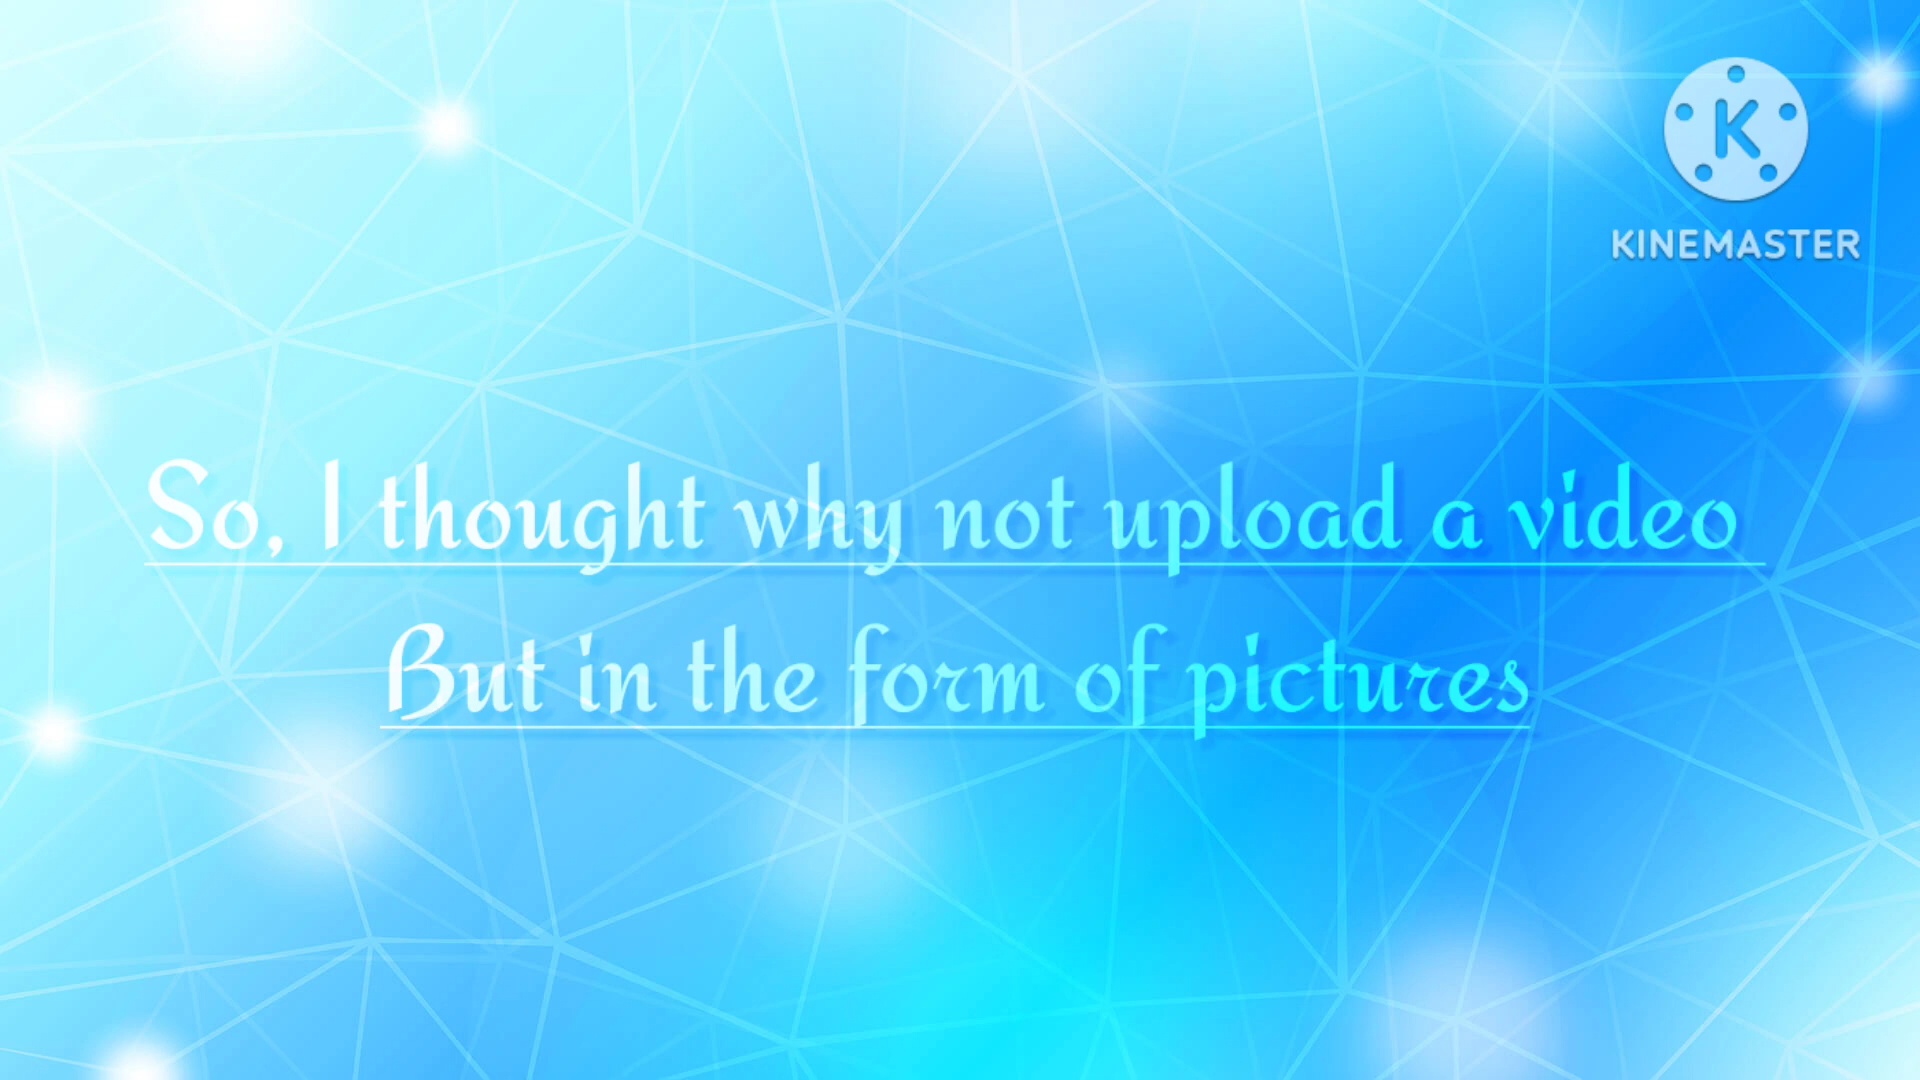 K
KINEMASTER
So, I thought why not upload a video
But in the form of pictures